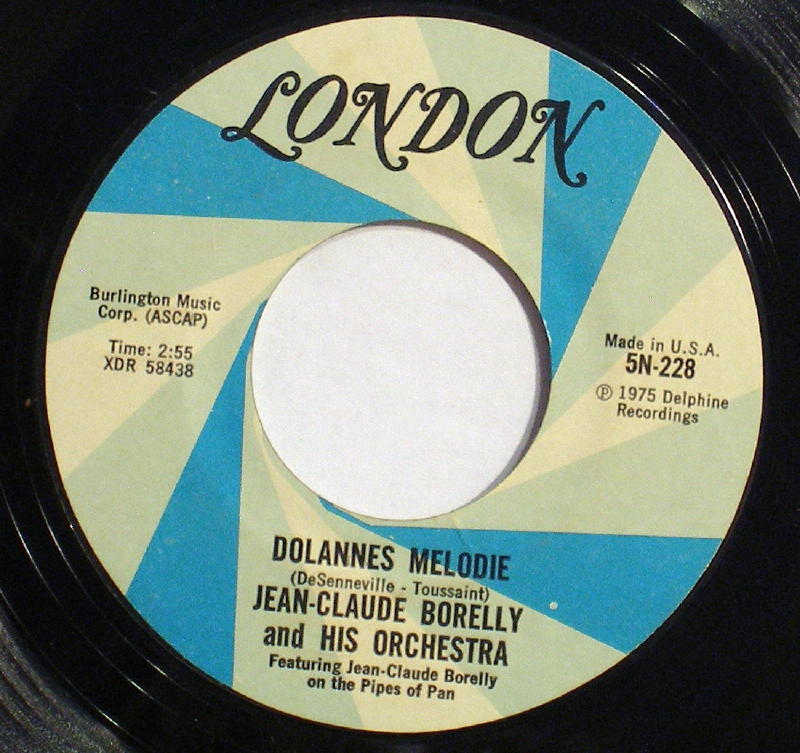 LONDON
Burlington Music
Corp. (ASCAP)
Time: 2:55
XDR 58438
Made in U.S.A.
5N-228
Ⓟ 1975 Delphine
Recordings
DOLANNES MELODIE
(DeSenneville - Toussaint)
JEAN-CLAUDE BORELLY
and HIS ORCHESTRA
Featuring Jean-Claude Borelly
on the Pipes of Pan